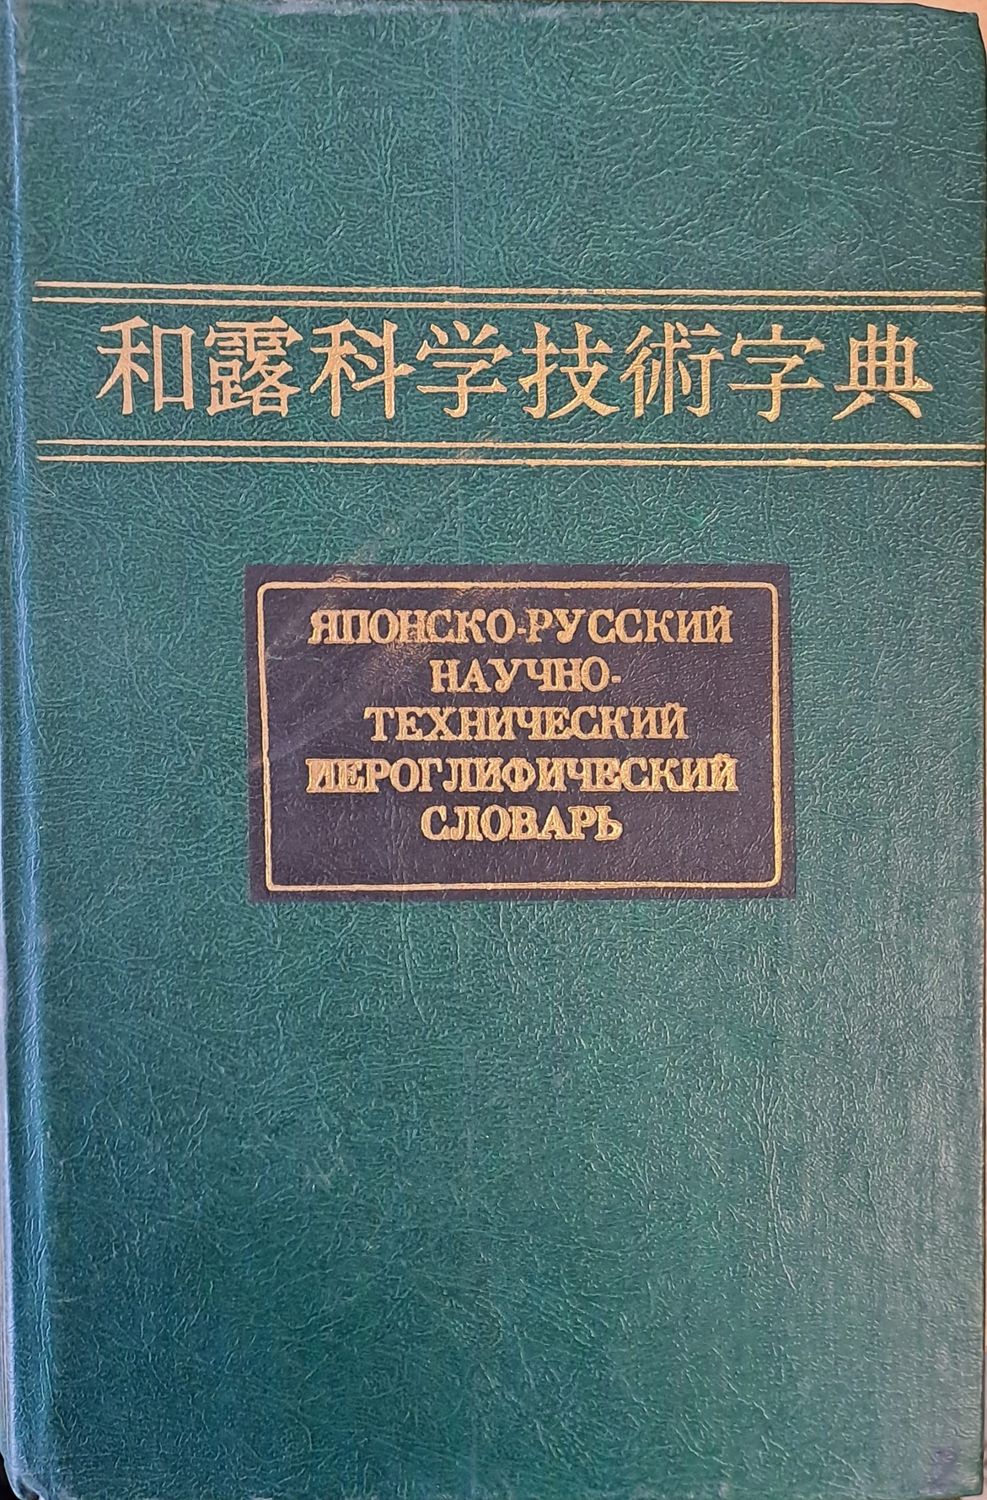 和露科学技術字典
ЯПОНСКО-РУССКИЙ
НАУЧНО-
ТЕХНИЧЕСКИЙ
ИЕРОГЛИФИЧЕСКИЙ
СЛОВАРЬ